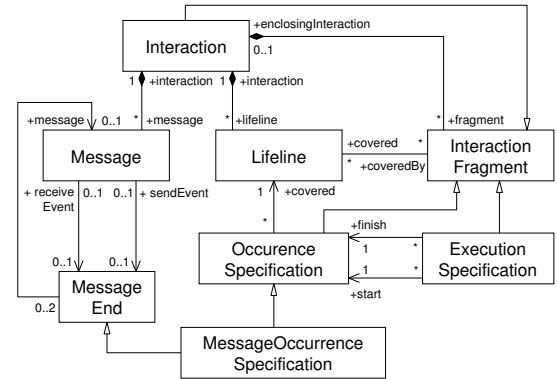 +enclosingInteraction
Interaction
0..1
1 +interaction
1 +interaction
+message 0..1
* +message
* +lifeline
* +fragment
Message
Lifeline
+covered *
* +coveredBy
Interaction
Fragment
+ receive
Event
0..1
0..1 + sendEvent
1 +covered
*
+finish
1 *
Occurence
Specification
Execution
Specification
0..1
0..1
1 *
+start
Message
End
0..2
MessageOccurrence
Specification